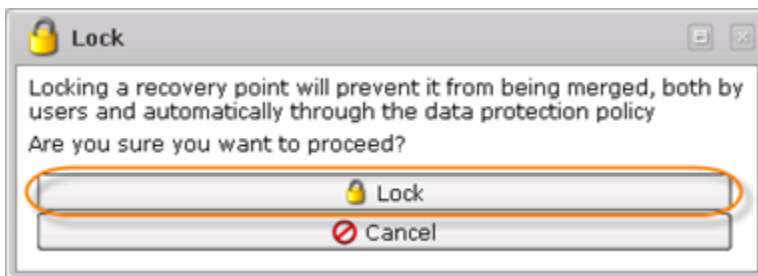 Lock
Locking a recovery point will prevent it from being merged, both by
users and automatically through the data protection policy
Are you sure you want to proceed?
Lock
Cancel